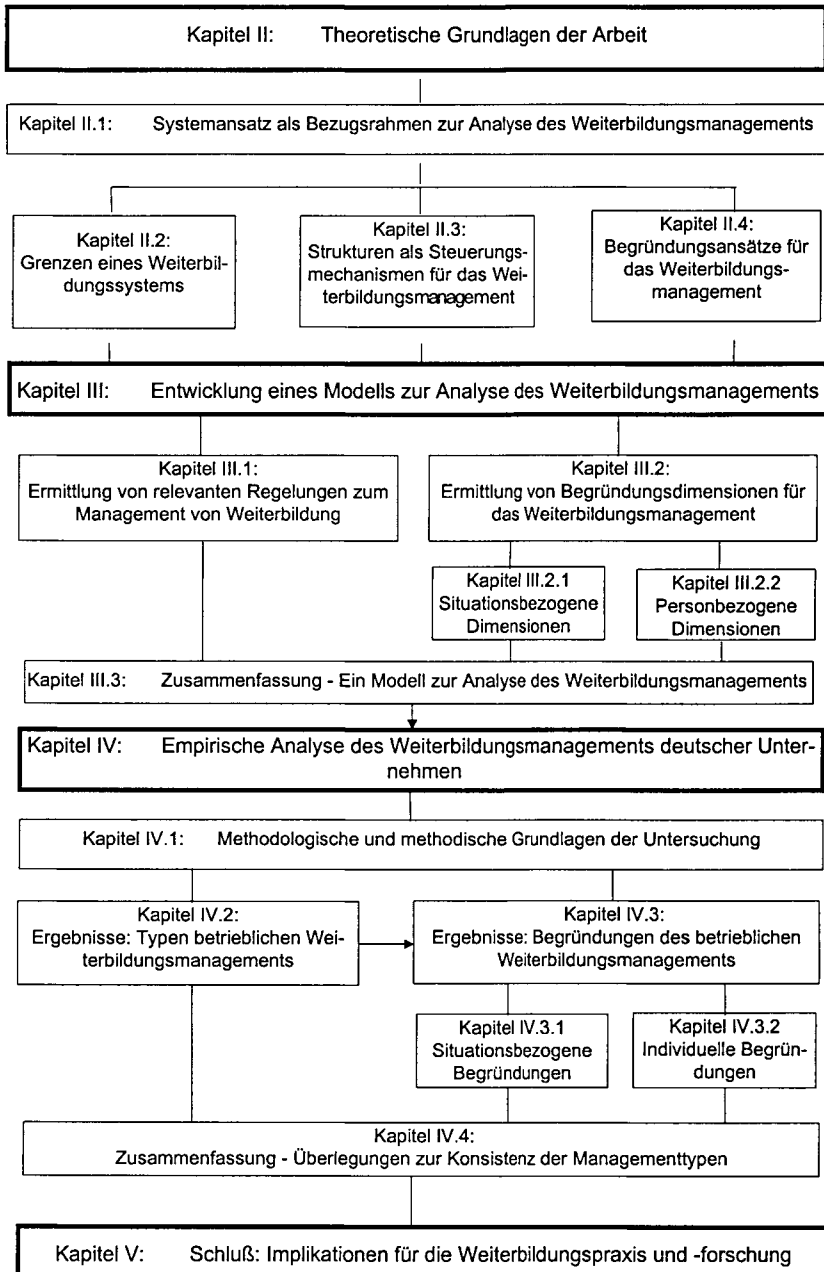 Kapitel II: Theoretische Grundlagen der Arbeit
Kapitel II.1: Systemansatz als Bezugsrahmen zur Analyse des Weiterbildungsmanagements
Kapitel II.2:
Grenzen eines Weiterbil-
dungssystems
Kapitel II.3:
Strukturen als Steuerungs-
mechanismen für das Wei-
terbildungsmanagement
Kapitel II.4:
Begründungsansätze für
das Weiterbildungs-
management
Kapitel III: Entwicklung eines Modells zur Analyse des Weiterbildungsmanagements
Kapitel III.1:
Ermittlung von relevanten Regelungen zum
Management von Weiterbildung
Kapitel III.2:
Ermittlung von Begründungsdimensionen für
das Weiterbildungsmanagement
Kapitel III.2.1
Situationsbezogene
Dimensionen
Kapitel III.2.2
Personbezogene
Dimensionen
Kapitel III.3: Zusammenfassung - Ein Modell zur Analyse des Weiterbildungsmanagements
Kapitel IV: Empirische Analyse des Weiterbildungsmanagements deutscher Unter-
nehmen
Kapitel IV.1: Methodologische und methodische Grundlagen der Untersuchung
Kapitel IV.2:
Ergebnisse: Typen betrieblichen Wei-
terbildungsmanagements
Kapitel IV.3:
Ergebnisse: Begründungen des betrieblichen
Weiterbildungsmanagements
Kapitel IV.3.1
Situationsbezogene
Begründungen
Kapitel IV.3.2
Individuelle Begrün-
dungen
Kapitel IV.4:
Zusammenfassung - Überlegungen zur Konsistenz der Managementtypen
Kapitel V: Schluß: Implikationen für die Weiterbildungspraxis und -forschung